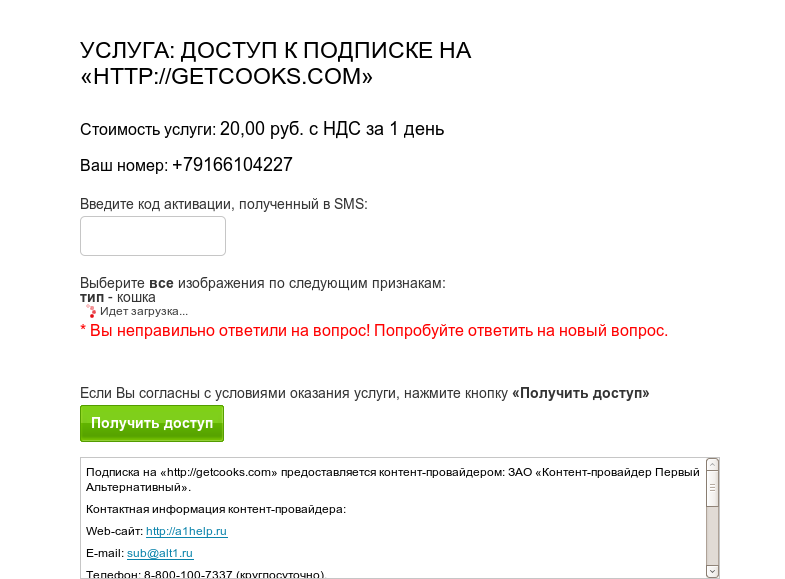 УСЛУГА: ДОСТУП К ПОДПИСКЕ НА
«HTTP://GETCOOKS.COM»
Стоимость услуги: 20,00 руб. с НДС за 1 день
Ваш номер: +79166104227
Введите код активации, полученный в SMS:
Выберите все изображения по следующим признакам:
тип - кошка
Идет загрузка...
* Вы неправильно ответили на вопрос! Попробуйте ответить на новый вопрос.
Если Вы согласны с условиями оказания услуги, нажмите кнопку «Получить доступ»
Получить доступ
Подписка на «http://getcooks.com» предоставляется контент-провайдером: ЗАО «Контент-провайдер Первый
Альтернативный».
Контактная информация контент-провайдера:
Web-сайт: http://a1help.ru
E-mail: sub@alt1.ru
Телефон: 8-800-100-7337 (круглосуточно)